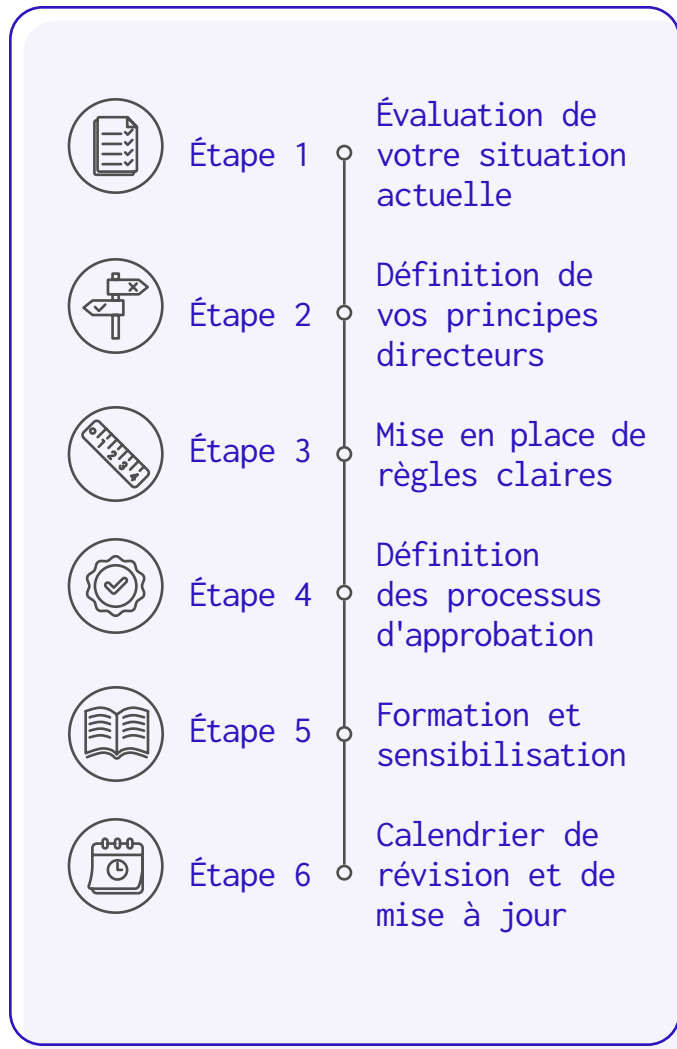 Étape 1
Évaluation de
votre situation
actuelle
Étape 2
Définition de
vos principes
directeurs
Étape 3
Mise en place de
règles claires
Étape 4
Définition
des processus
d'approbation
Étape 5
Formation et
sensibilisation
Étape 6
Calendrier de
révision et de
mise à jour